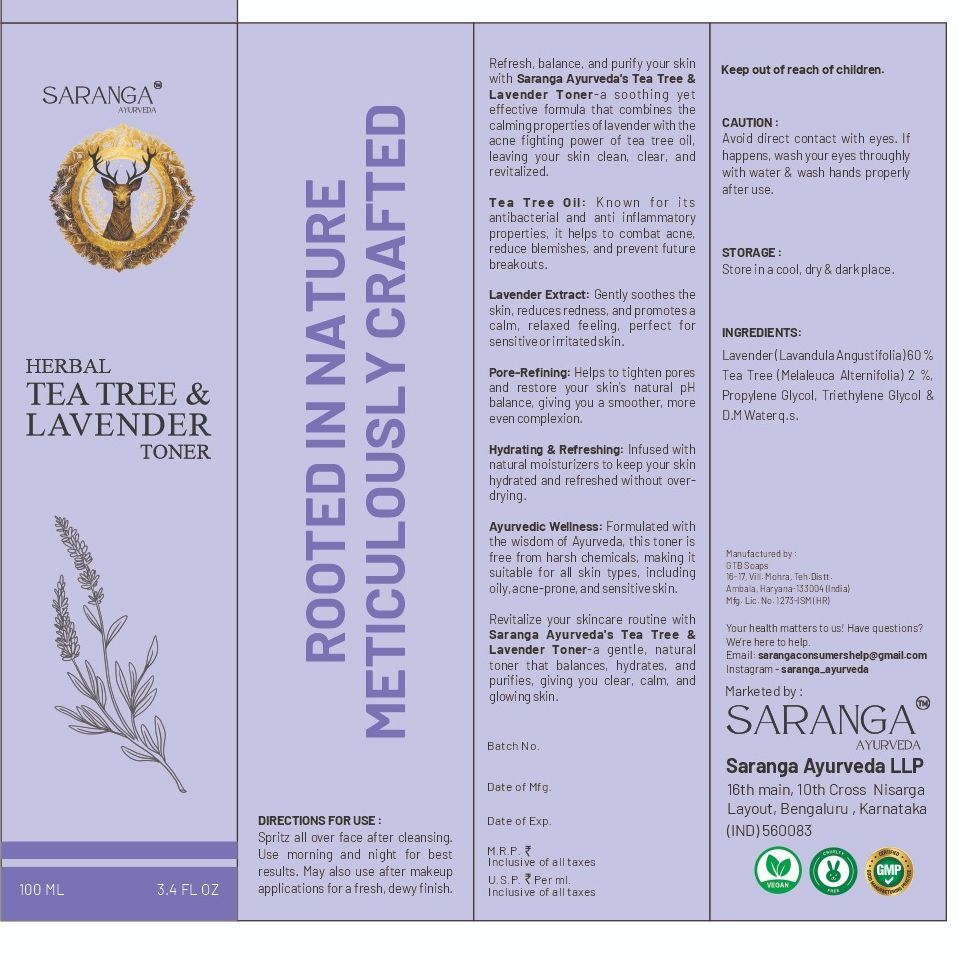 SARANGA™
AYURVEDA
HERBAL
TEA TREE &
LAVENDER
TONER
100 ML
3.4 FL OZ
ROOTED IN NATURE
METICULOUSLY CRAFTED
DIRECTIONS FOR USE :
Spritz all over face after cleansing.
Use morning and night for best
results. May also use after makeup
applications for a fresh, dewy finish.
Refresh, balance, and purify your skin
with Saranga Ayurveda's Tea Tree &
Lavender Toner-a soothing yet
effective formula that combines the
calming properties of lavender with the
acne fighting power of tea tree oil,
leaving your skin clean, clear, and
revitalized.
Tea Tree Oil: Known for its
antibacterial and anti inflammatory
properties, it helps to combat acne,
reduce blemishes, and prevent future
breakouts.
Lavender Extract: Gently soothes the
skin, reduces redness, and promotes a
calm, relaxed feeling, perfect for
sensitive or irritated skin.
Pore-Refining: Helps to tighten pores
and restore your skin's natural pH
balance, giving you a smoother, more
even complexion.
Hydrating & Refreshing: Infused with
natural moisturizers to keep your skin
hydrated and refreshed without over-
drying.
Ayurvedic Wellness: Formulated with
the wisdom of Ayurveda, this toner is
free from harsh chemicals, making it
suitable for all skin types, including
oily, acne-prone, and sensitive skin.
Revitalize your skincare routine with
Saranga Ayurveda's Tea Tree &
Lavender Toner-a gentle, natural
toner that balances, hydrates, and
purifies, giving you clear, calm, and
glowing skin.
Batch No.
Date of Mfg.
Date of Exp.
M.R.P. ₹
Inclusive of all taxes
U.S.P. ₹ Per ml.
Inclusive of all taxes
Keep out of reach of children.
CAUTION :
Avoid direct contact with eyes. If
happens, wash your eyes throughly
with water & wash hands properly
after use.
STORAGE :
Store in a cool, dry & dark place.
INGREDIENTS:
Lavender (Lavandula Angustifolia) 60 %
Tea Tree (Melaleuca Alternifolia) 2 %,
Propylene Glycol, Triethylene Glycol &
D.M Water q.s.
Manufactured by :
GTB Soaps
16-17, Vill. Mohra, Teh. Distt.
Ambala, Haryana-133004 (India)
Mfg. Lic. No. 1273-ISM (HR)
Your health matters to us! Have questions?
We're here to help.
Email: sarangaconsumershelp@gmail.com
Instagram - saranga_ayurveda
Marketed by :
SARANGA™
AYURVEDA
Saranga Ayurveda LLP
16th main, 10th Cross Nisarga
Layout, Bengaluru , Karnataka
(IND) 560083
VEGAN
CRUELTY
FREE
CERTIFIED
GMP
GOOD MANUFACTURING PRACTICE